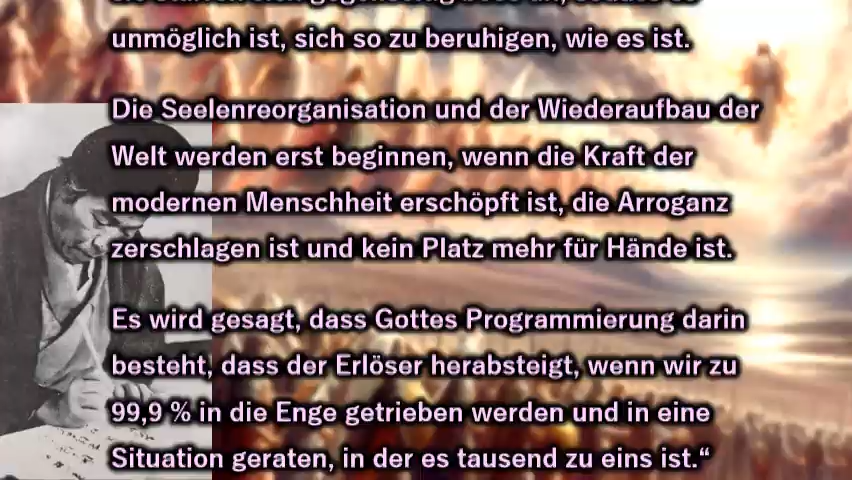 unmöglich ist, sich so zu beruhigen, wie es ist.
Die Seelenreorganisation und der Wiederaufbau der
Welt werden erst beginnen, wenn die Kraft der
modernen Menschheit erschöpft ist, die Arroganz
zerschlagen ist und kein Platz mehr für Hände ist.
Es wird gesagt, dass Gottes Programmierung darin
besteht, dass der Erlöser herabsteigt, wenn wir zu
99,9 % in die Enge getrieben werden und in eine
Situation geraten, in der es tausend zu eins ist.“